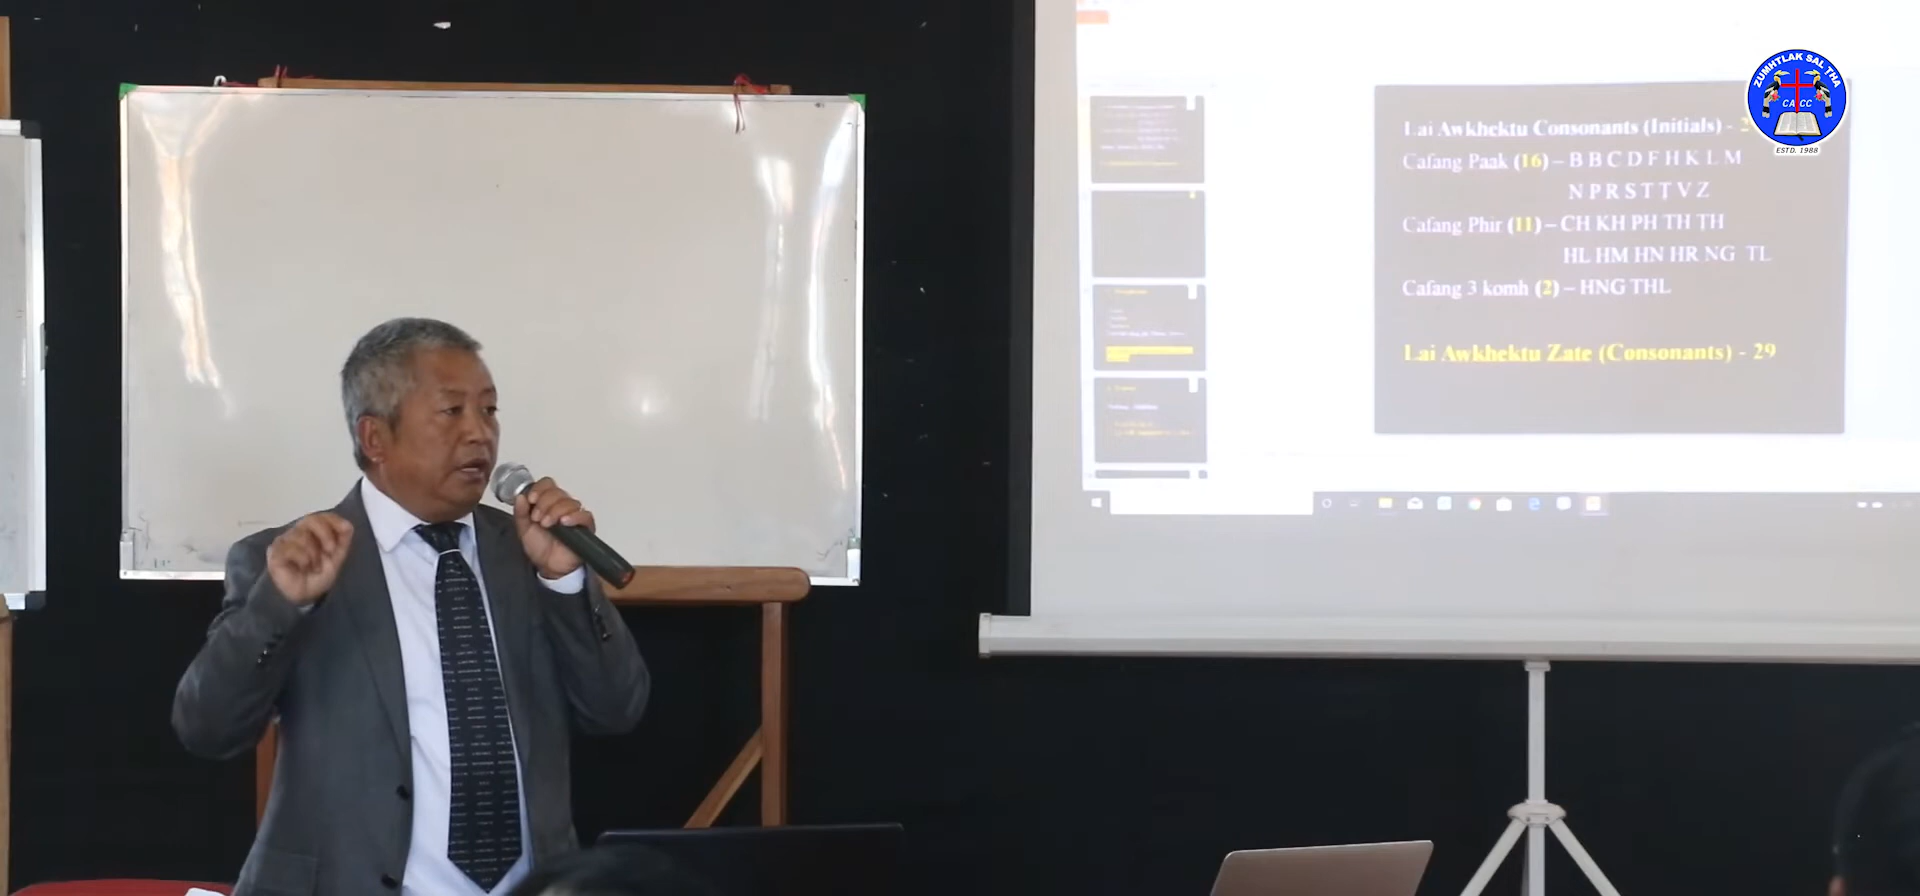 ZUMHTLAK SAL THA
CACC
ESTD. 1988
Lai Awkhektu Consonants (Initials) - 2
Cafang Paak (16) – B B C D F H K L M
N P R S T Ṭ V Z
Cafang Phir (11) – CH KH PH TH ṬH
HL HM HN HR NG TL
Cafang 3 komh (2) – HNG THL
Lai Awkhektu Zate (Consonants) - 29